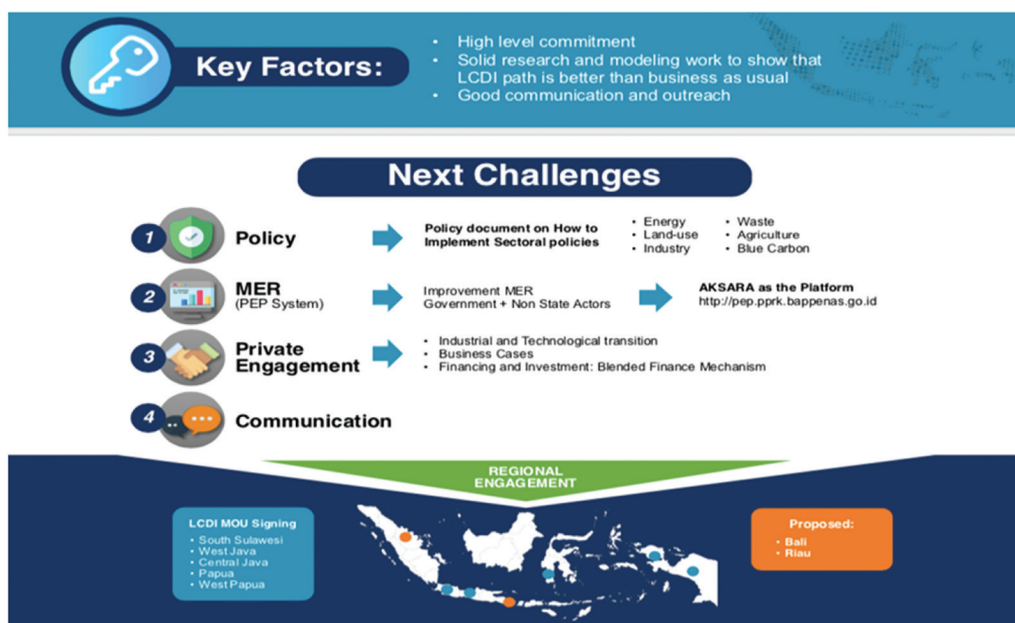 Key Factors:
• High level commitment
• Solid research and modeling work to show that
LCDI path is better than business as usual
• Good communication and outreach
Next Challenges
1
Policy
Policy document on How to
Implement Sectoral policies
• Energy
• Land-use
• Industry
• Waste
• Agriculture
• Blue Carbon
2
MER
(PEP System)
Improvement MER
Government + Non State Actors
AKSARA as the Platform
http://pep.pprk.bappenas.go.id
3
Private
Engagement
• Industrial and Technological transition
• Business Cases
• Financing and Investment: Blended Finance Mechanism
4
Communication
REGIONAL
ENGAGEMENT
LCDI MOU Signing
• South Sulawesi
• West Java
• Central Java
• Papua
• West Papua
Proposed:
• Bali
• Riau